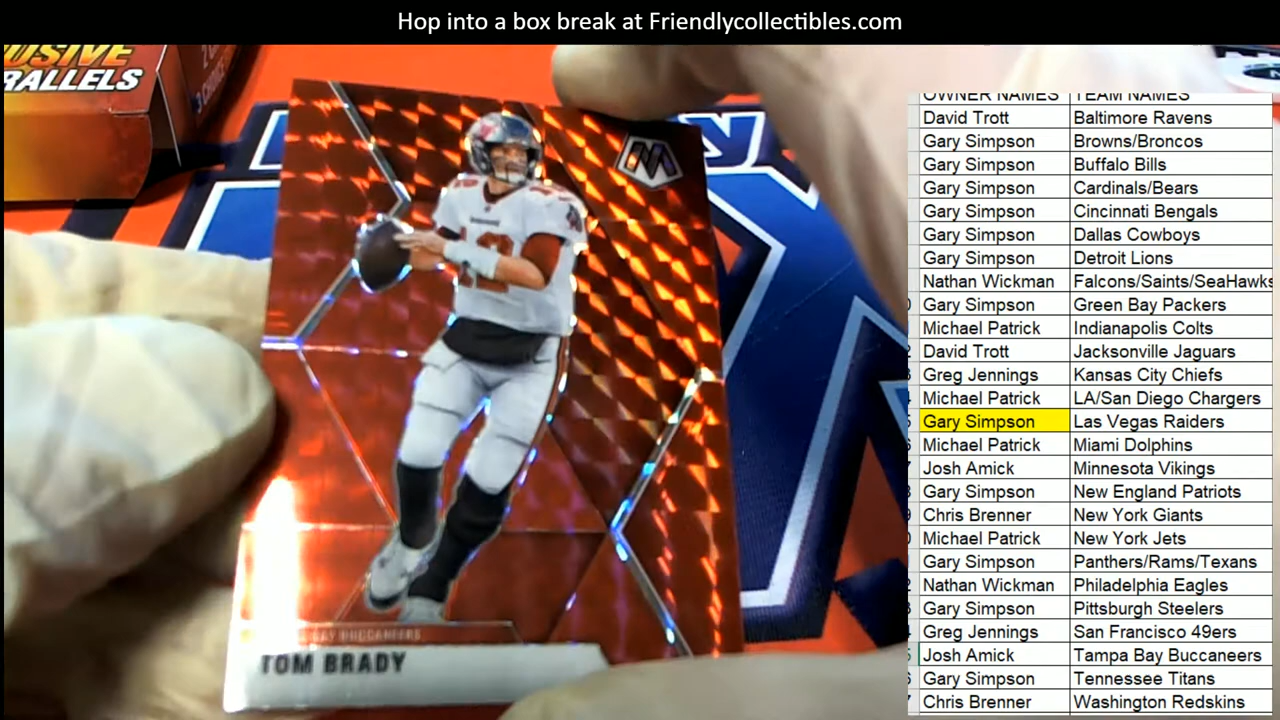 Hop into a box break at Friendlycollectibles.com
RALLELS
OWNER NAMES TEAM NAMES
David Trott Baltimore Ravens
Gary Simpson Browns/Broncos
Gary Simpson Buffalo Bills
Gary Simpson Cardinals/Bears
Gary Simpson Cincinnati Bengals
Gary Simpson Dallas Cowboys
Gary Simpson Detroit Lions
Nathan Wickman Falcons/Saints/SeaHawks
Gary Simpson Green Bay Packers
Michael Patrick Indianapolis Colts
David Trott Jacksonville Jaguars
Greg Jennings Kansas City Chiefs
Michael Patrick LA/San Diego Chargers
Gary Simpson Las Vegas Raiders
Michael Patrick Miami Dolphins
Josh Amick Minnesota Vikings
Gary Simpson New England Patriots
Chris Brenner New York Giants
Michael Patrick New York Jets
Gary Simpson Panthers/Rams/Texans
Nathan Wickman Philadelphia Eagles
Gary Simpson Pittsburgh Steelers
Greg Jennings San Francisco 49ers
Josh Amick Tampa Bay Buccaneers
Gary Simpson Tennessee Titans
Chris Brenner Washington Redskins
M
12
BAY BUCCANEERS
TOM BRADY